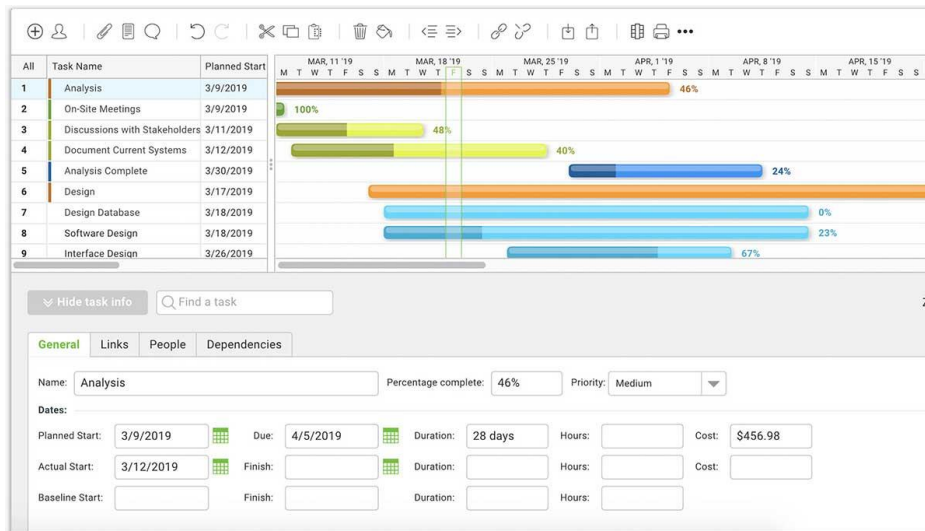 MAR, 11 '19 MAR, 18 '19 MAR, 25 '19 APR, 1 '19 APR, 8 '19 APR, 15 '19
All Task Name Planned Start M T W T F S S M T W T F S S M T W T F S S M T W T F S S M T W T F S S M T W T F S S
1 Analysis 3/9/2019 46%
2 On-Site Meetings 3/9/2019 100%
3 Discussions with Stakeholders 3/11/2019 48%
4 Document Current Systems 3/12/2019 40%
5 Analysis Complete 3/30/2019 24%
6 Design 3/17/2019
7 Design Database 3/18/2019 0%
8 Software Design 3/18/2019 23%
9 Interface Design 3/26/2019 67%
Hide task info Find a task
General Links People Dependencies
Name: Analysis Percentage complete: 46% Priority: Medium
Dates:
Planned Start: 3/9/2019 Due: 4/5/2019 Duration: 28 days Hours: Cost: $456.98
Actual Start: 3/12/2019 Finish: Duration: Hours: Cost:
Baseline Start: Finish: Duration: Hours: